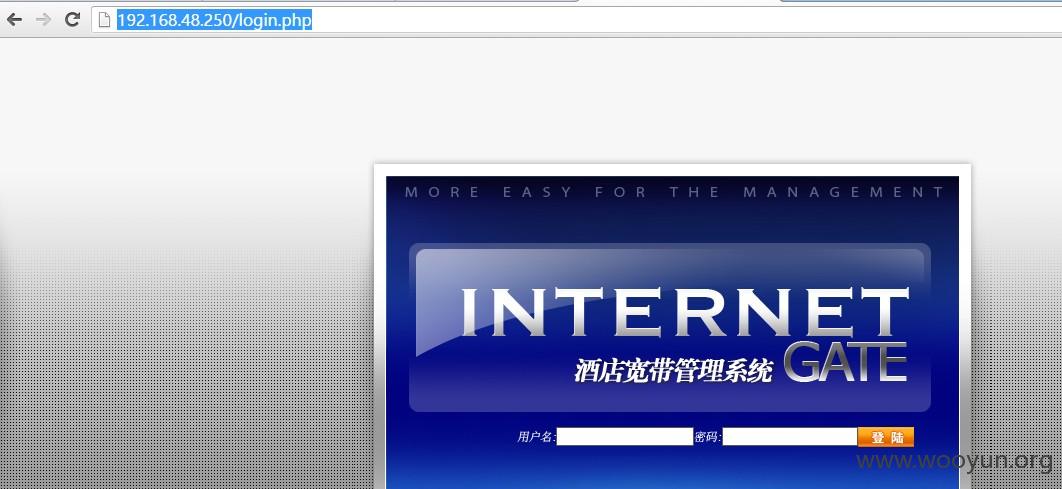 192.168.48.250/login.php
MORE EASY FOR THE MANAGEMENT
INTERNET
酒店宽带管理系统 GATE
用户名: 密码: 登 陆
www.wooyun.org